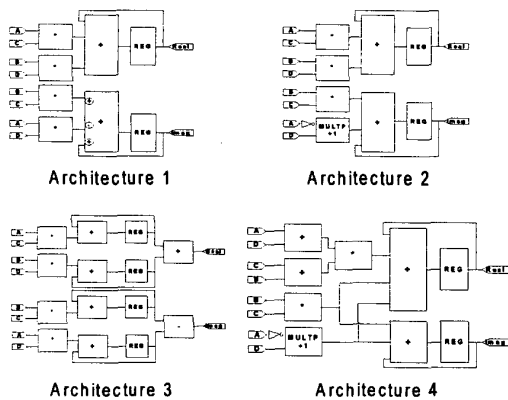 A
C
REG
Real
B
D
B
C
A
D
REG
Imag
Architecture 1
A
C
REG
Real
B
D
B
C
A
MULTP
+1
D
REG
Imag
Architecture 2
A
C
REG
Real
B
D
REG
B
C
REG
Imag
A
D
REG
Architecture 3
A
D
C
B
REG
Real
B
C
A
MULTP
+1
D
REG
Imag
Architecture 4